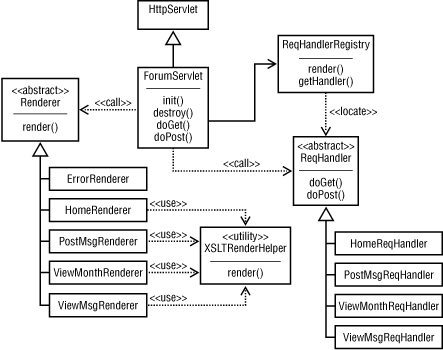 HttpServlet
ForumServlet
init()
destroy()
doGet()
doPost()
ReqHandlerRegistry
render()
getHandler()
<<abstract>>
Renderer
render()
<<call>>
<<locate>>
<<call>>
<<abstract>>
ReqHandler
doGet()
doPost()
ErrorRenderer
HomeRenderer
<<use>>
PostMsgRenderer
<<use>>
ViewMonthRenderer
<<use>>
ViewMsgRenderer
<<use>>
<<utility>>
XSLTRenderHelper
render()
HomeReqHandler
PostMsgReqHandler
ViewMonthReqHandler
ViewMsgReqHandler